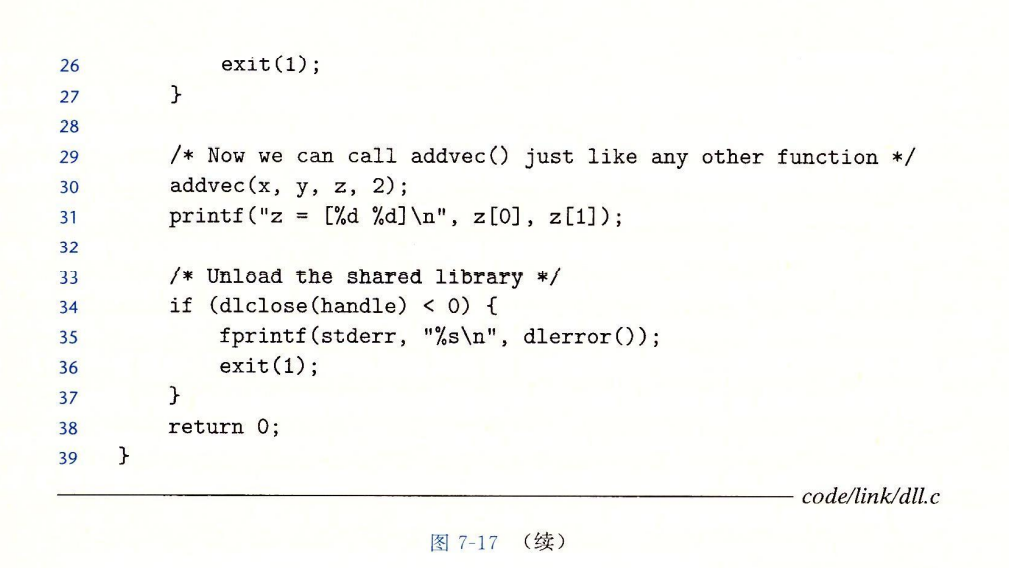 26             exit(1);
27         }
28
29         /* Now we can call addvec() just like any other function */
30         addvec(x, y, z, 2);
31         printf("z = [%d %d]\n", z[0], z[1]);
32
33         /* Unload the shared library */
34         if (dlclose(handle) < 0) {
35             fprintf(stderr, "%s\n", dlerror());
36             exit(1);
37         }
38         return 0;
39     }
code/link/dll.c
图 7-17 （续）